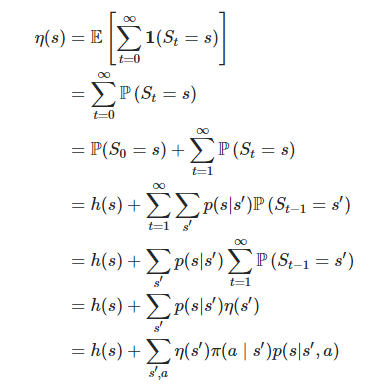 η(s) = 𝔼 [ ∑_{t=0}^{∞} 𝟏(S_t = s) ]
= ∑_{t=0}^{∞} ℙ (S_t = s)
= ℙ(S_0 = s) + ∑_{t=1}^{∞} ℙ (S_t = s)
= h(s) + ∑_{t=1}^{∞} ∑_{s′} p(s|s′)ℙ (S_{t−1} = s′)
= h(s) + ∑_{s′} p(s|s′) ∑_{t=1}^{∞} ℙ (S_{t−1} = s′)
= h(s) + ∑_{s′} p(s|s′)η(s′)
= h(s) + ∑_{s′,a} η(s′)π(a ∣ s′)p(s|s′, a)